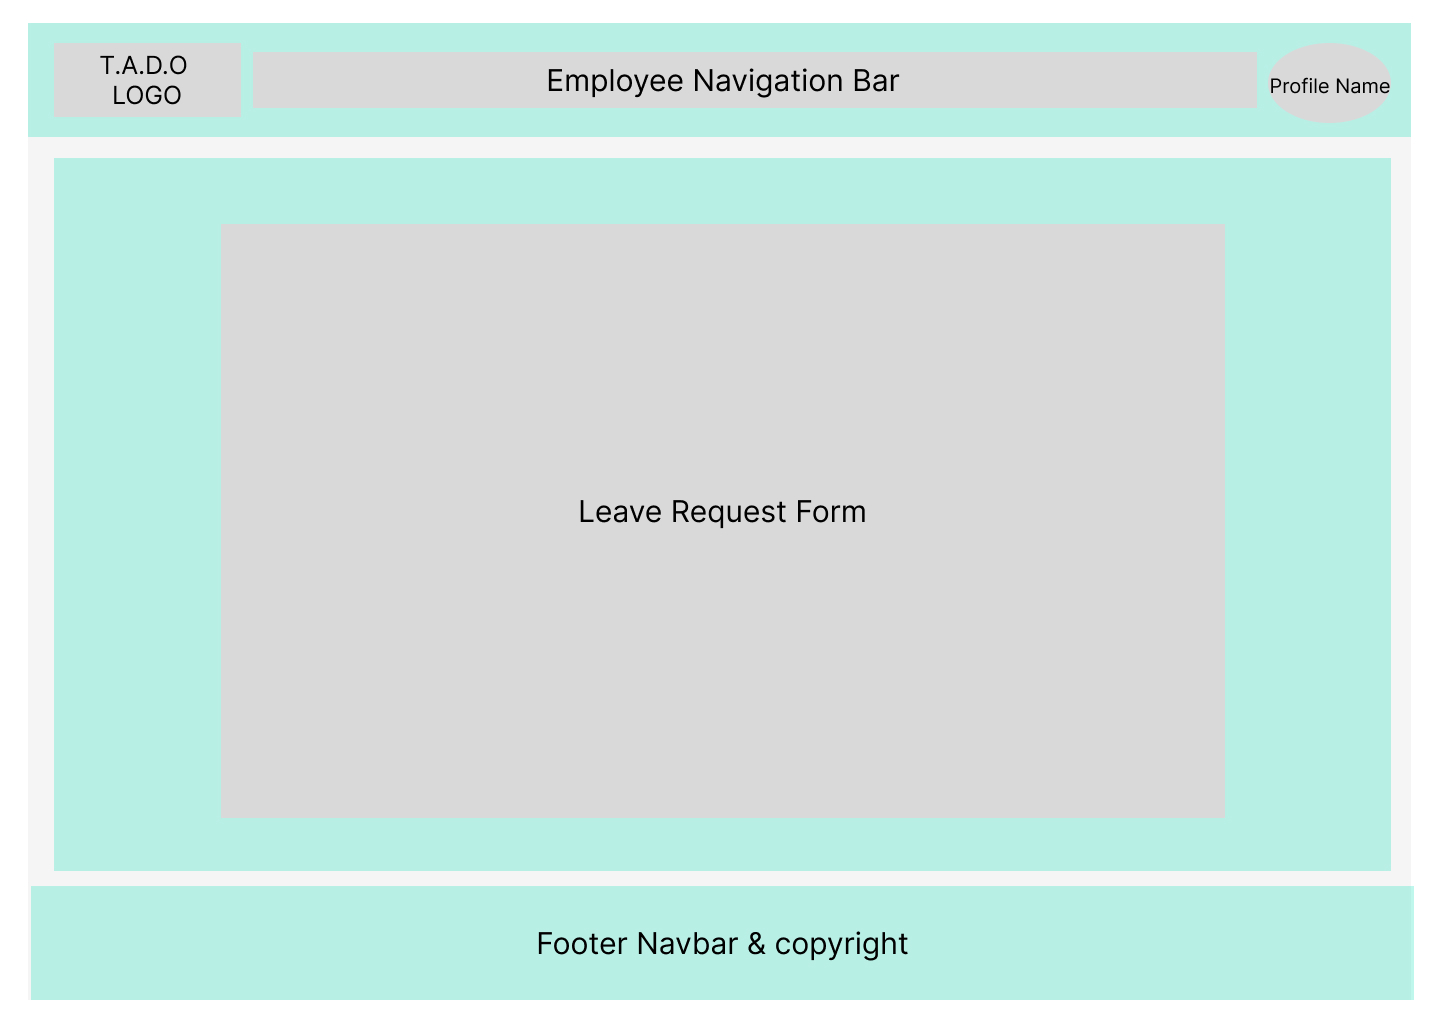 T.A.D.O
LOGO
Employee Navigation Bar
Profile Name
Leave Request Form
Footer Navbar & copyright